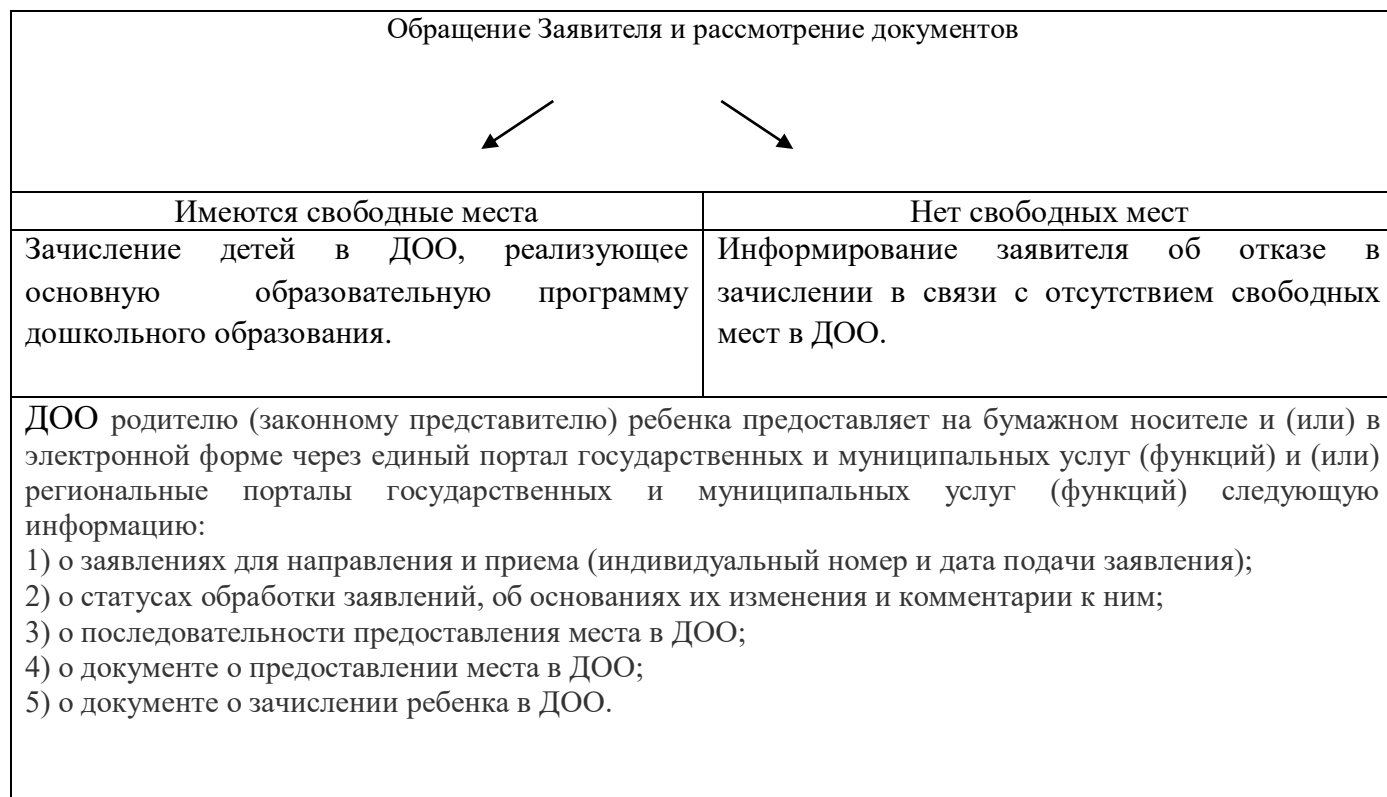 Обращение Заявителя и рассмотрение документов
Имеются свободные места
Нет свободных мест
Зачисление детей в ДОО, реализующее
основную образовательную программу
дошкольного образования.
Информирование заявителя об отказе в
зачислении в связи с отсутствием свободных
мест в ДОО.
ДОО родителю (законному представителю) ребенка предоставляет на бумажном носителе и (или) в
электронной форме через единый портал государственных и муниципальных услуг (функций) и (или)
региональные порталы государственных и муниципальных услуг (функций) следующую
информацию:
1) о заявлениях для направления и приема (индивидуальный номер и дата подачи заявления);
2) о статусах обработки заявлений, об основаниях их изменения и комментарии к ним;
3) о последовательности предоставления места в ДОО;
4) о документе о предоставлении места в ДОО;
5) о документе о зачислении ребенка в ДОО.